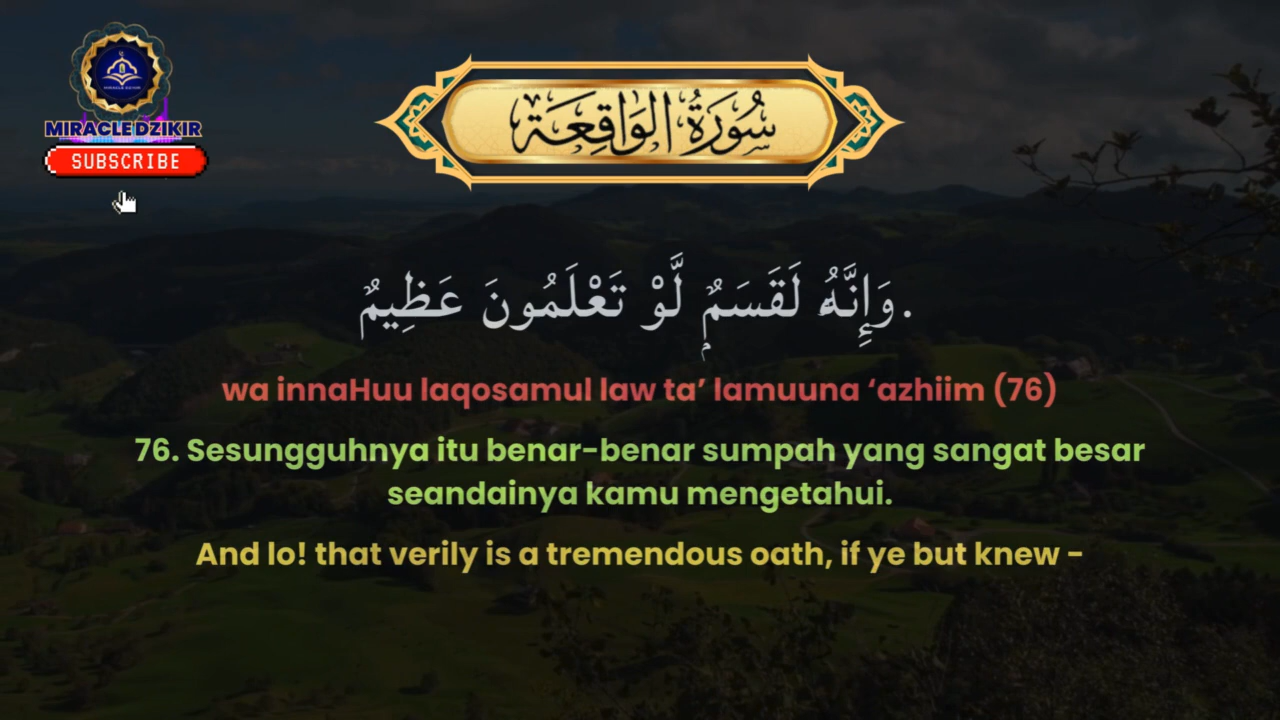 MIRACLE DZIKIR
SUBSCRIBE
سُورَةُ الْوَاقِعَة
وَإِنَّهُ لَقَسَمٌ لَّوْ تَعْلَمُونَ عَظِيمٌ.
wa innaHuu laqosamul law ta’ lamuuna ‘azhiim (76)
76. Sesungguhnya itu benar-benar sumpah yang sangat besar
seandainya kamu mengetahui.
And lo! that verily is a tremendous oath, if ye but knew -